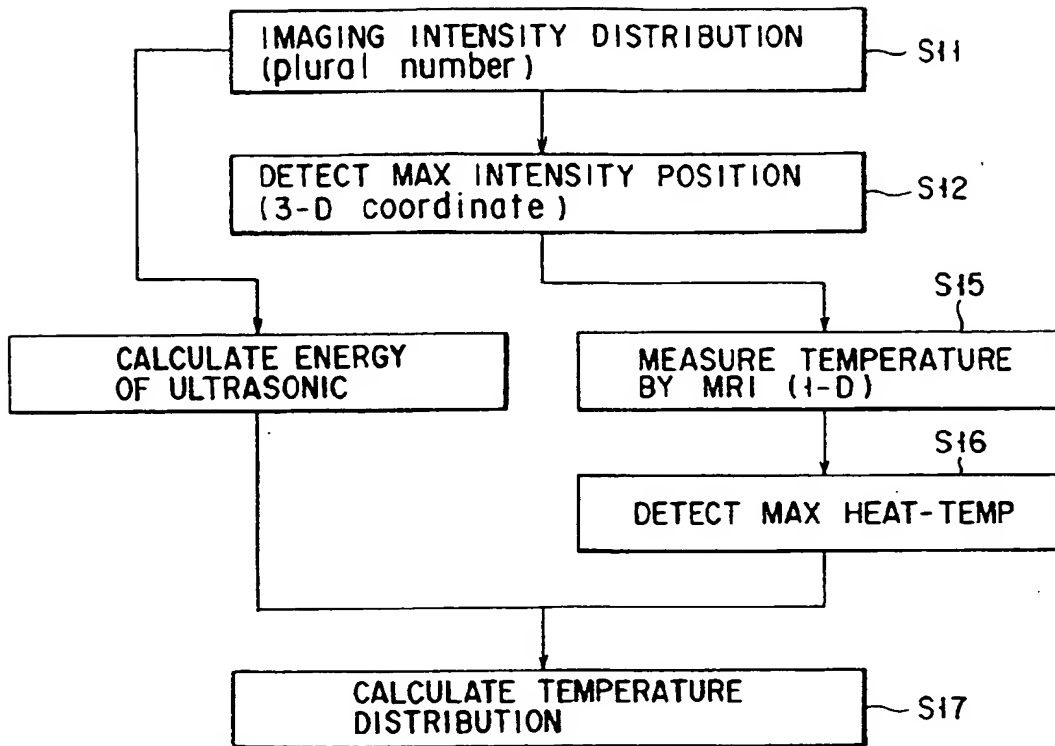 IMAGING INTENSITY DISTRIBUTION
(plural number)
S11
DETECT MAX INTENSITY POSITION
(3-D coordinate)
S12
CALCULATE ENERGY
OF ULTRASONIC
S15
MEASURE TEMPERATURE
BY MRI (1-D)
S16
DETECT MAX HEAT-TEMP
CALCULATE TEMPERATURE
DISTRIBUTION
S17